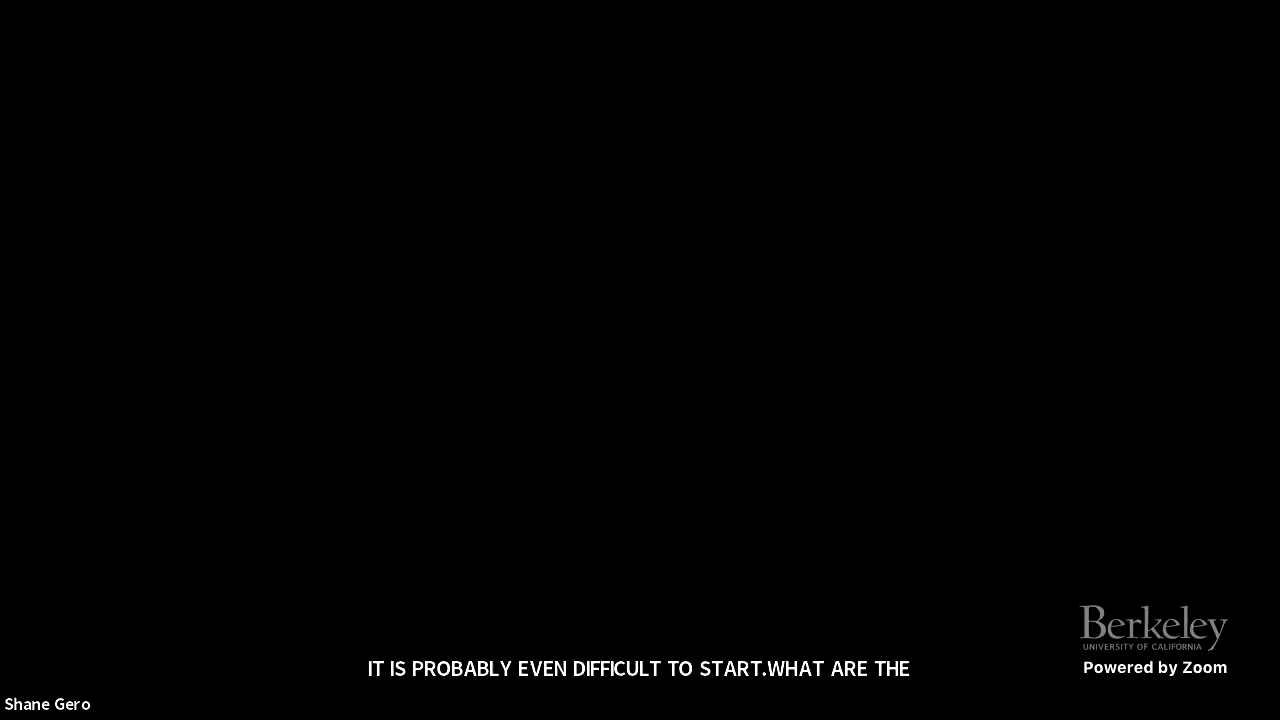 Berkeley
UNIVERSITY OF CALIFORNIA
IT IS PROBABLY EVEN DIFFICULT TO START.WHAT ARE THE
Powered by Zoom
Shane Gero